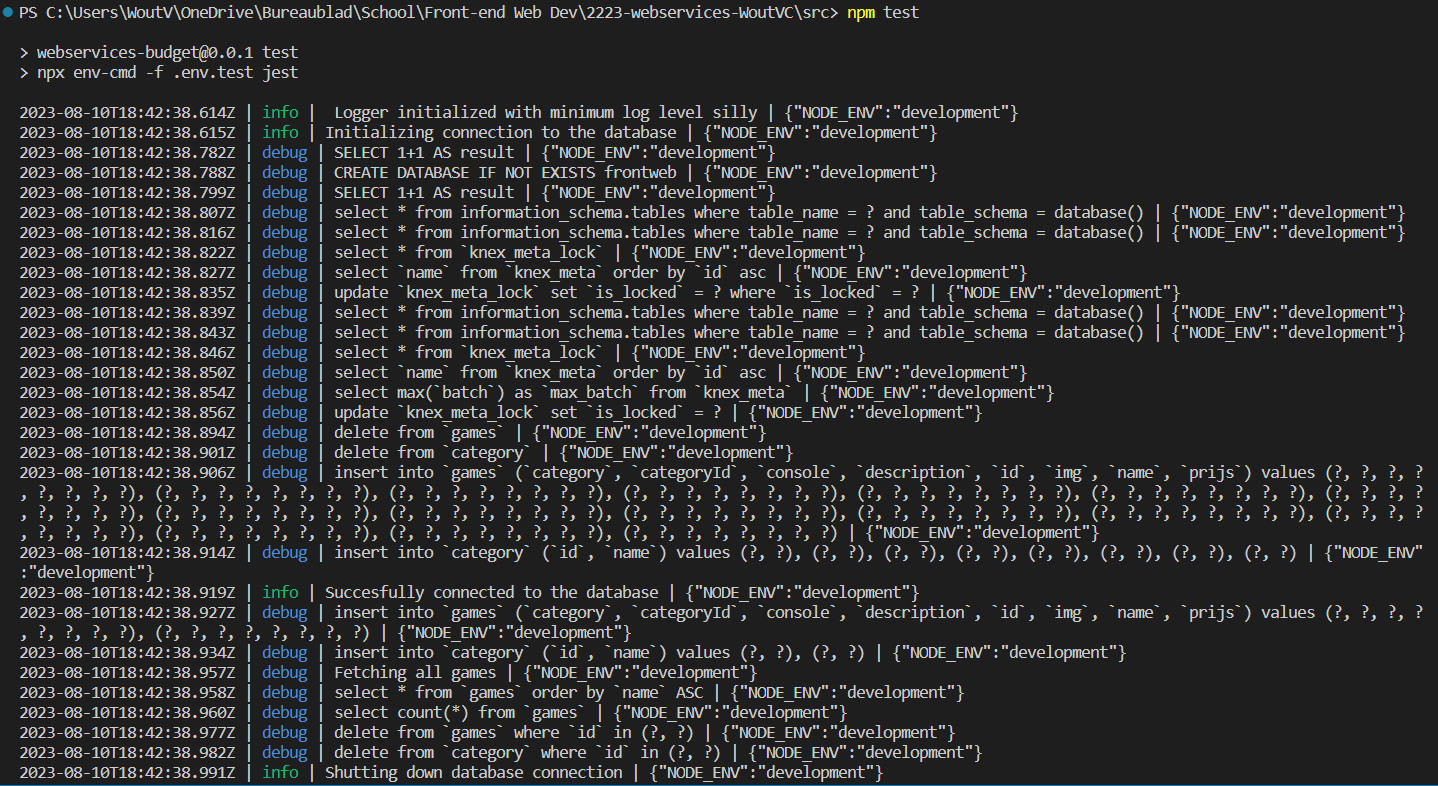 PS C:\Users\WoutV\OneDrive\Bureaublad\School\Front-end Web Dev\2223-webservices-WoutVC\src> npm test
> webservices-budget@0.0.1 test
> npx env-cmd -f .env.test jest
2023-08-10T18:42:38.614Z | info |  Logger initialized with minimum log level silly | {"NODE_ENV":"development"}
2023-08-10T18:42:38.615Z | info | Initializing connection to the database | {"NODE_ENV":"development"}
2023-08-10T18:42:38.782Z | debug | SELECT 1+1 AS result | {"NODE_ENV":"development"}
2023-08-10T18:42:38.788Z | debug | CREATE DATABASE IF NOT EXISTS frontweb | {"NODE_ENV":"development"}
2023-08-10T18:42:38.799Z | debug | SELECT 1+1 AS result | {"NODE_ENV":"development"}
2023-08-10T18:42:38.807Z | debug | select * from information_schema.tables where table_name = ? and table_schema = database() | {"NODE_ENV":"development"}
2023-08-10T18:42:38.816Z | debug | select * from information_schema.tables where table_name = ? and table_schema = database() | {"NODE_ENV":"development"}
2023-08-10T18:42:38.822Z | debug | select * from `knex_meta_lock` | {"NODE_ENV":"development"}
2023-08-10T18:42:38.827Z | debug | select `name` from `knex_meta` order by `id` asc | {"NODE_ENV":"development"}
2023-08-10T18:42:38.835Z | debug | update `knex_meta_lock` set `is_locked` = ? where `is_locked` = ? | {"NODE_ENV":"development"}
2023-08-10T18:42:38.839Z | debug | select * from information_schema.tables where table_name = ? and table_schema = database() | {"NODE_ENV":"development"}
2023-08-10T18:42:38.843Z | debug | select * from information_schema.tables where table_name = ? and table_schema = database() | {"NODE_ENV":"development"}
2023-08-10T18:42:38.846Z | debug | select * from `knex_meta_lock` | {"NODE_ENV":"development"}
2023-08-10T18:42:38.850Z | debug | select `name` from `knex_meta` order by `id` asc | {"NODE_ENV":"development"}
2023-08-10T18:42:38.854Z | debug | select max(`batch`) as `max_batch` from `knex_meta` | {"NODE_ENV":"development"}
2023-08-10T18:42:38.856Z | debug | update `knex_meta_lock` set `is_locked` = ? | {"NODE_ENV":"development"}
2023-08-10T18:42:38.894Z | debug | delete from `games` | {"NODE_ENV":"development"}
2023-08-10T18:42:38.901Z | debug | delete from `category` | {"NODE_ENV":"development"}
2023-08-10T18:42:38.906Z | debug | insert into `games` (`category`, `categoryId`, `console`, `description`, `id`, `img`, `name`, `prijs`) values (?, ?, ?, ?
, ?, ?, ?, ?), (?, ?, ?, ?, ?, ?, ?, ?), (?, ?, ?, ?, ?, ?, ?, ?), (?, ?, ?, ?, ?, ?, ?, ?), (?, ?, ?, ?, ?, ?, ?, ?), (?, ?, ?, ?, ?, ?, ?, ?), (?, ?, ?, ?
, ?, ?, ?, ?), (?, ?, ?, ?, ?, ?, ?, ?), (?, ?, ?, ?, ?, ?, ?, ?), (?, ?, ?, ?, ?, ?, ?, ?), (?, ?, ?, ?, ?, ?, ?, ?), (?, ?, ?, ?, ?, ?, ?, ?), (?, ?, ?, ?
, ?, ?, ?, ?), (?, ?, ?, ?, ?, ?, ?, ?), (?, ?, ?, ?, ?, ?, ?, ?), (?, ?, ?, ?, ?, ?, ?, ?) | {"NODE_ENV":"development"}
2023-08-10T18:42:38.914Z | debug | insert into `category` (`id`, `name`) values (?, ?), (?, ?), (?, ?), (?, ?), (?, ?), (?, ?), (?, ?), (?, ?) | {"NODE_ENV"
:"development"}
2023-08-10T18:42:38.919Z | info | Succesfully connected to the database | {"NODE_ENV":"development"}
2023-08-10T18:42:38.927Z | debug | insert into `games` (`category`, `categoryId`, `console`, `description`, `id`, `img`, `name`, `prijs`) values (?, ?, ?, ?
, ?, ?, ?, ?), (?, ?, ?, ?, ?, ?, ?, ?) | {"NODE_ENV":"development"}
2023-08-10T18:42:38.934Z | debug | insert into `category` (`id`, `name`) values (?, ?), (?, ?) | {"NODE_ENV":"development"}
2023-08-10T18:42:38.957Z | debug | Fetching all games | {"NODE_ENV":"development"}
2023-08-10T18:42:38.958Z | debug | select * from `games` order by `name` ASC | {"NODE_ENV":"development"}
2023-08-10T18:42:38.960Z | debug | select count(*) from `games` | {"NODE_ENV":"development"}
2023-08-10T18:42:38.977Z | debug | delete from `games` where `id` in (?, ?) | {"NODE_ENV":"development"}
2023-08-10T18:42:38.982Z | debug | delete from `category` where `id` in (?, ?) | {"NODE_ENV":"development"}
2023-08-10T18:42:38.991Z | info | Shutting down database connection | {"NODE_ENV":"development"}